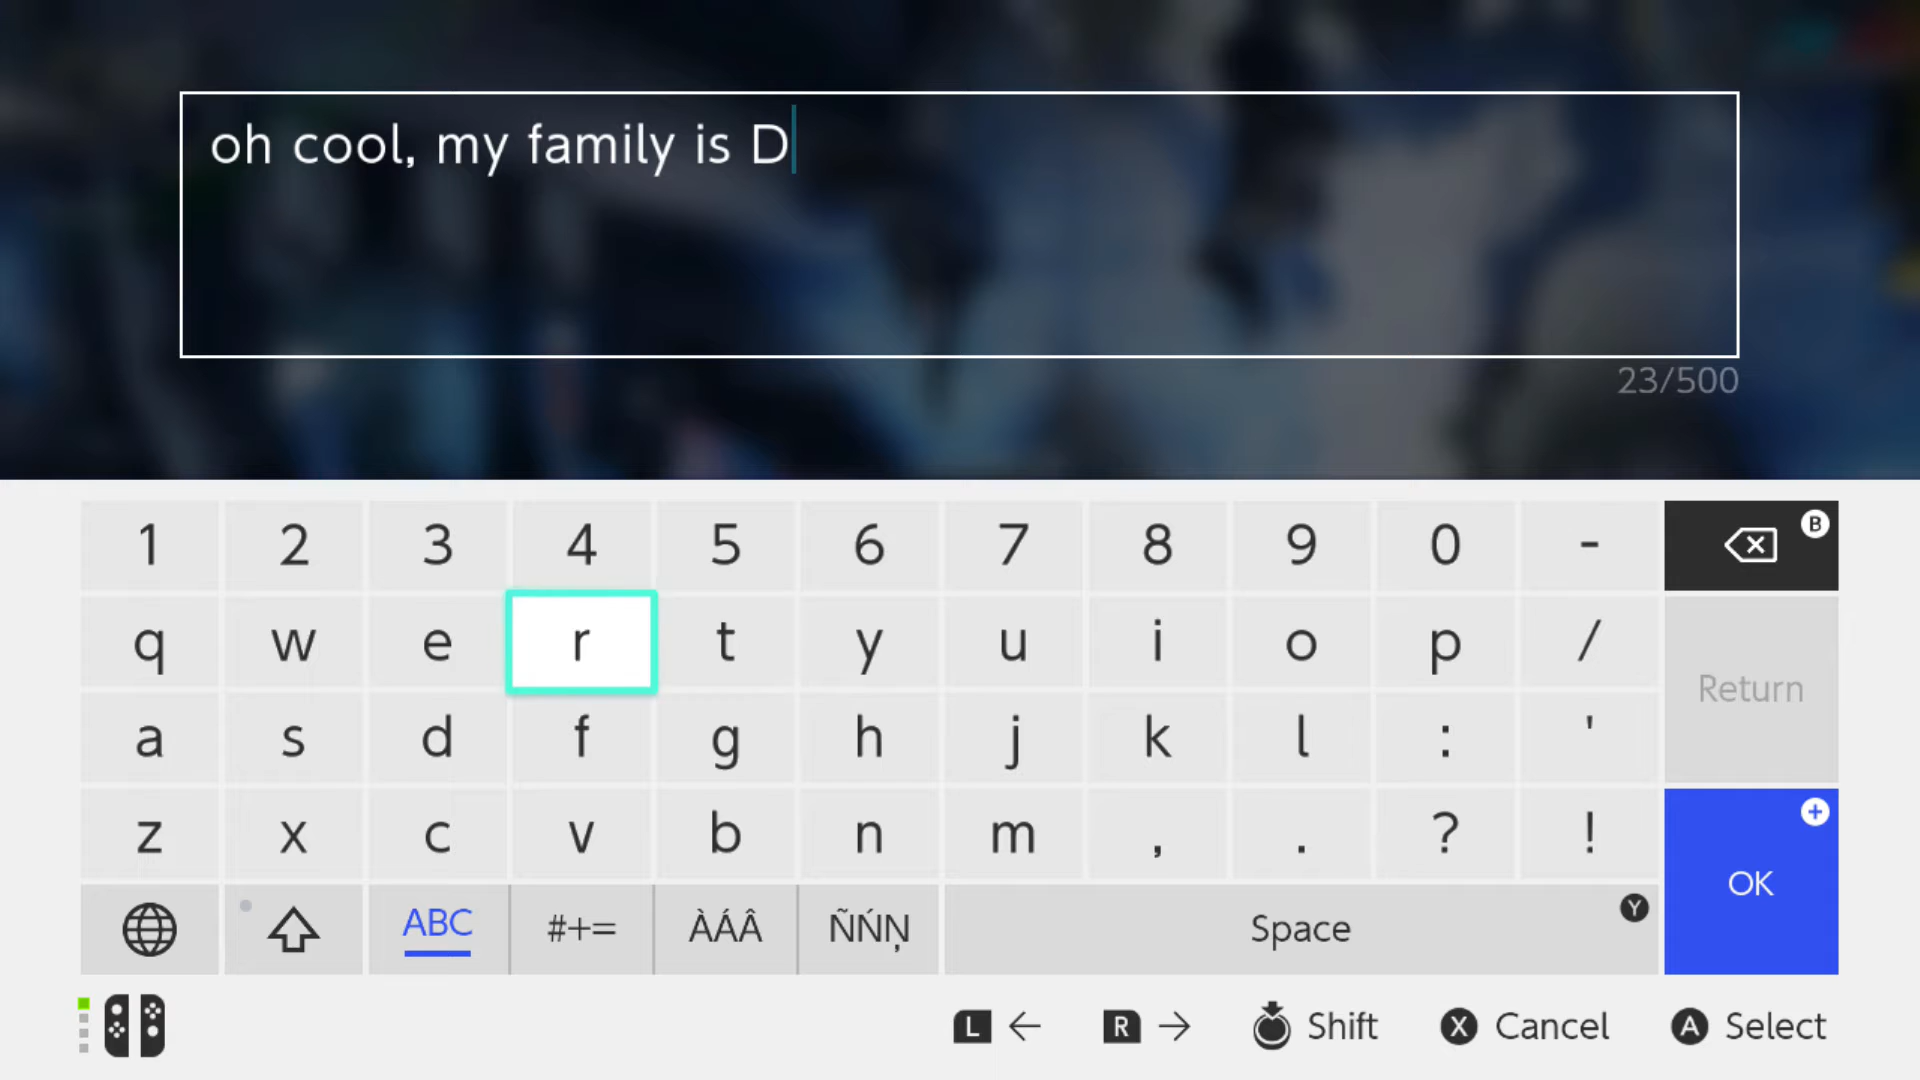 oh cool, my family is D
23/500
1 2 3 4 5 6 7 8 9 0 - B
q w e r t y u i o p / Return
a s d f g h j k l : '
z x c v b n m , . ? ! + OK
ABC #+= ÀÁÂ ÑŃŅ Space Y
L ← R → Shift X Cancel A Select